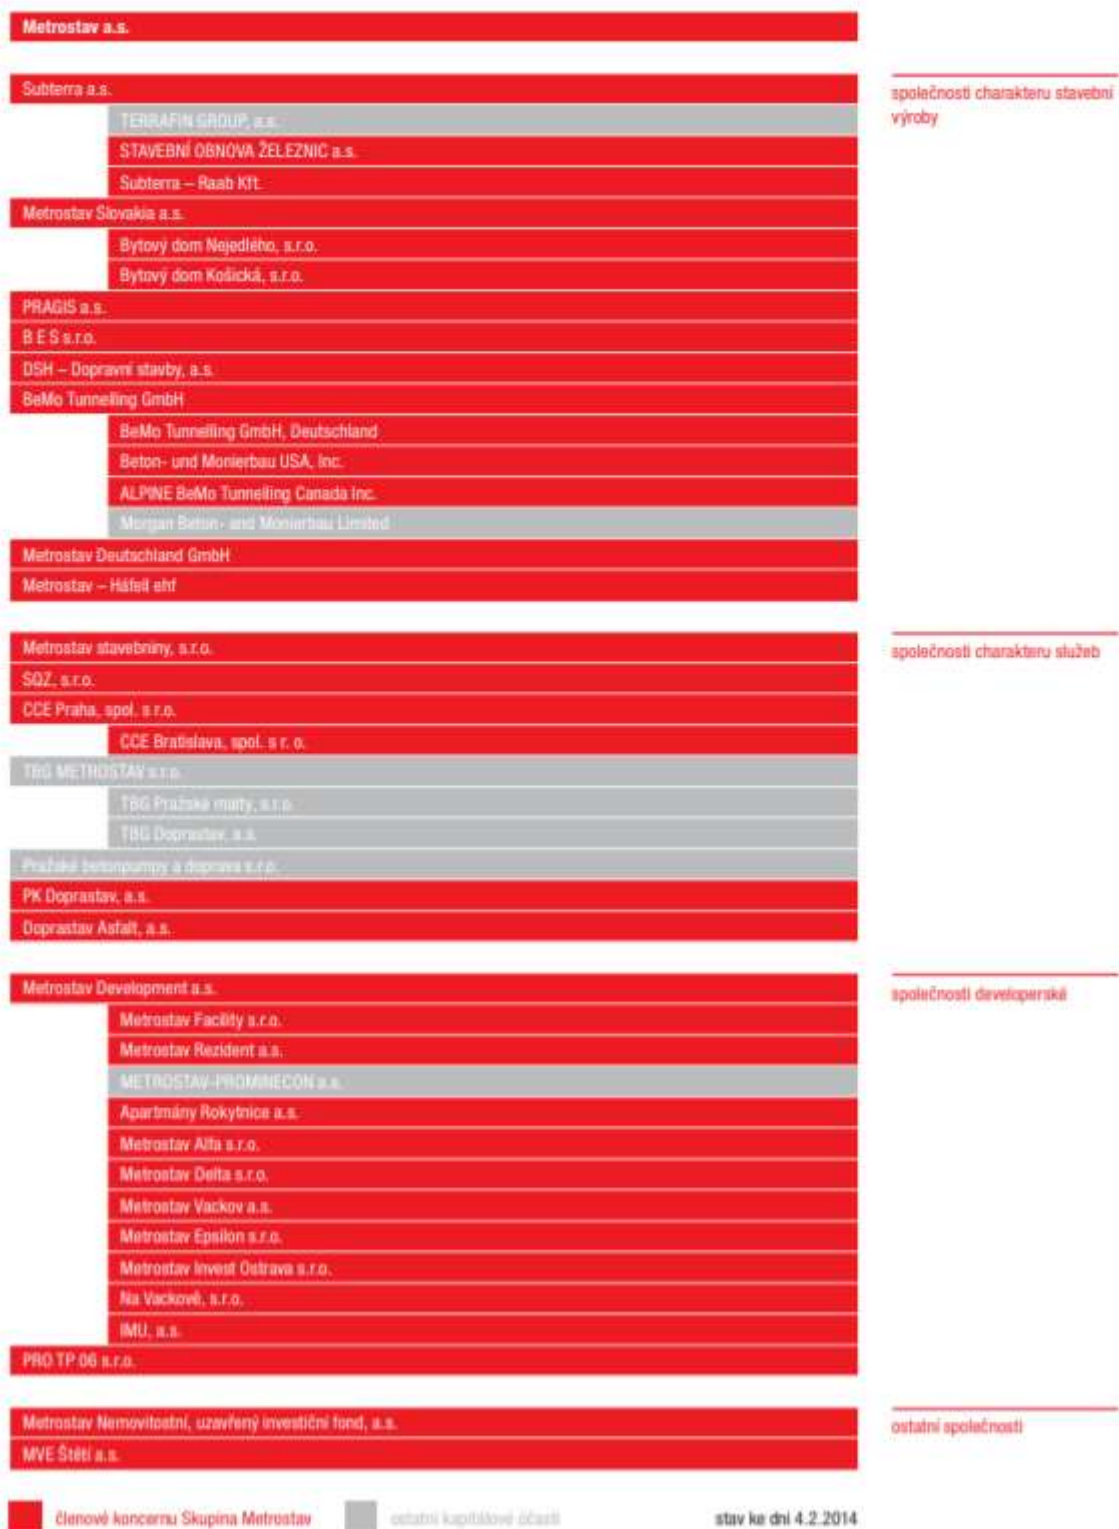 Metrostav a.s.
Subterra a.s.
společnosti charakteru stavební
výroby
TERRAFIN GROUP, a.s.
STAVEBNÍ OBNOVA ŽELEZNIC a.s.
Subterra – Raab Kft.
Metrostav Slovakia a.s.
Bytový dom Nejedlého, s.r.o.
Bytový dom Košická, s.r.o.
PRAGIS a.s.
B E S s.r.o.
DSH – Dopravní stavby, a.s.
BeMo Tunnelling GmbH
BeMo Tunnelling GmbH, Deutschland
Beton- und Monierbau USA, Inc.
ALPINE BeMo Tunnelling Canada Inc.
Morgan Beton- and Monierbau Limited
Metrostav Deutschland GmbH
Metrostav – Háfell ehf
Metrostav stavebniny, s.r.o.
společnosti charakteru služeb
SQZ, s.r.o.
CCE Praha, spol. s r.o.
CCE Bratislava, spol. s r. o.
TBG METROSTAV s.r.o.
TBG Pražské malty, s.r.o.
TBG Doprastav, a.s.
Pražské betonpumpy a doprava s.r.o.
PK Doprastav, a.s.
Doprastav Asfalt, a.s.
Metrostav Development a.s.
společnosti developerské
Metrostav Facility s.r.o.
Metrostav Rezident a.s.
METROSTAV-PROMINECON a.s.
Apartmány Rokytnice a.s.
Metrostav Alfa s.r.o.
Metrostav Delta s.r.o.
Metrostav Vackov a.s.
Metrostav Epsilon s.r.o.
Metrostav Invest Ostrava s.r.o.
Na Vackově, s.r.o.
IMU, a.s.
PRO TP 06 s.r.o.
Metrostav Nemovitostní, uzavřený investiční fond, a.s.
ostatní společnosti
MVE Štětí a.s.
členové koncernu Skupina Metrostav
ostatní kapitálové účasti
stav ke dni 4.2.2014